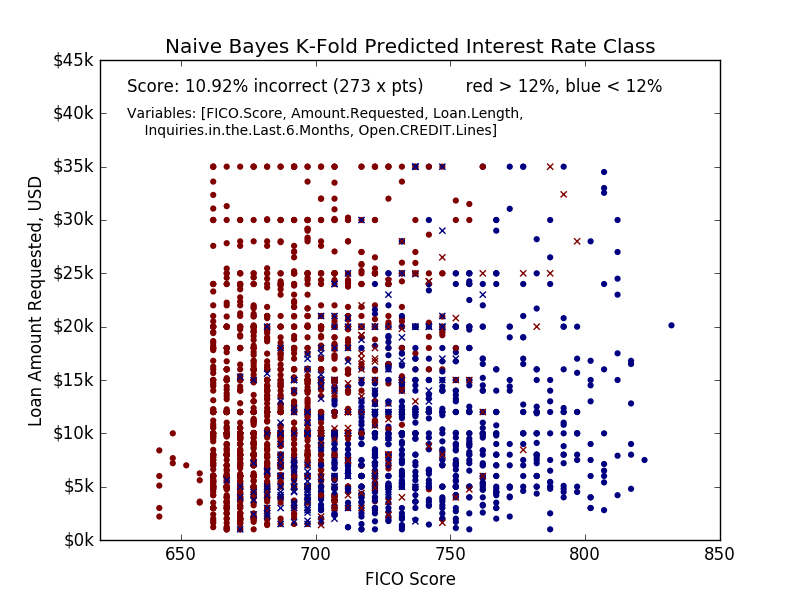 Naive Bayes K-Fold Predicted Interest Rate Class
$45k
Score: 10.92% incorrect (273 x pts) red > 12%, blue < 12%
Variables: [FICO.Score, Amount.Requested, Loan.Length,
Inquiries.in.the.Last.6.Months, Open.CREDIT.Lines]
$40k
$35k
$30k
$25k
$20k
$15k
$10k
$5k
$0k
Loan Amount Requested, USD
650 700 750 800 850
FICO Score